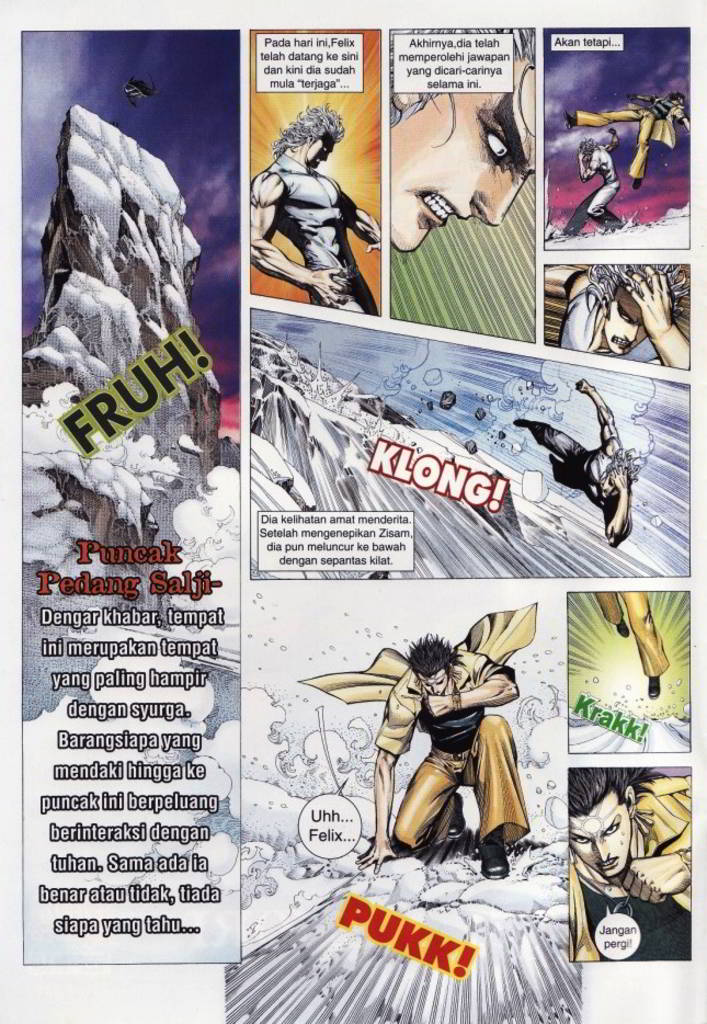 FRUH!
Puncak
Pedang Salji-
Dengar khabar, tempat
ini merupakan tempat
yang paling hampir
dengan syurga.
Barangsiapa yang
mendaki hingga ke
puncak ini berpeluang
berinteraksi dengan
tuhan. Sama ada ia
benar atau tidak, tiada
siapa yang tahu...
Pada hari ini,Felix
telah datang ke sini
dan kini dia sudah
mula "terjaga"...
Akhirnya,dia telah
memperolehi jawapan
yang dicari-carinya
selama ini.
Akan tetapi...
KLONG!
Dia kelihatan amat menderita.
Setelah mengenepikan Zisam,
dia pun meluncur ke bawah
dengan sepantas kilat.
Uhh...
Felix...
PUKK!
Krakk!
Jangan
pergi!